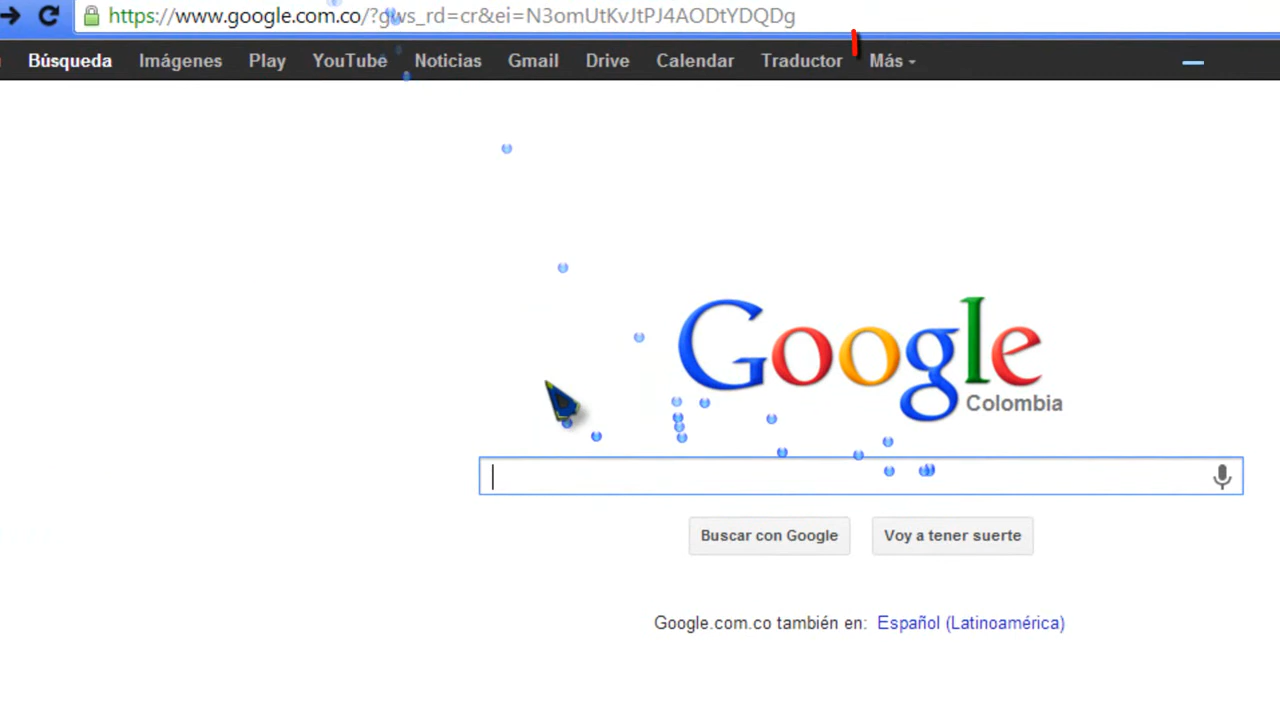 https://www.google.com.co/?gws_rd=cr&ei=N3omUtKvJtPJ4AODtYDQDg
Búsqueda Imágenes Play YouTube Noticias Gmail Drive Calendar Traductor Más
Google
Colombia
Buscar con Google Voy a tener suerte
Google.com.co también en: Español (Latinoamérica)